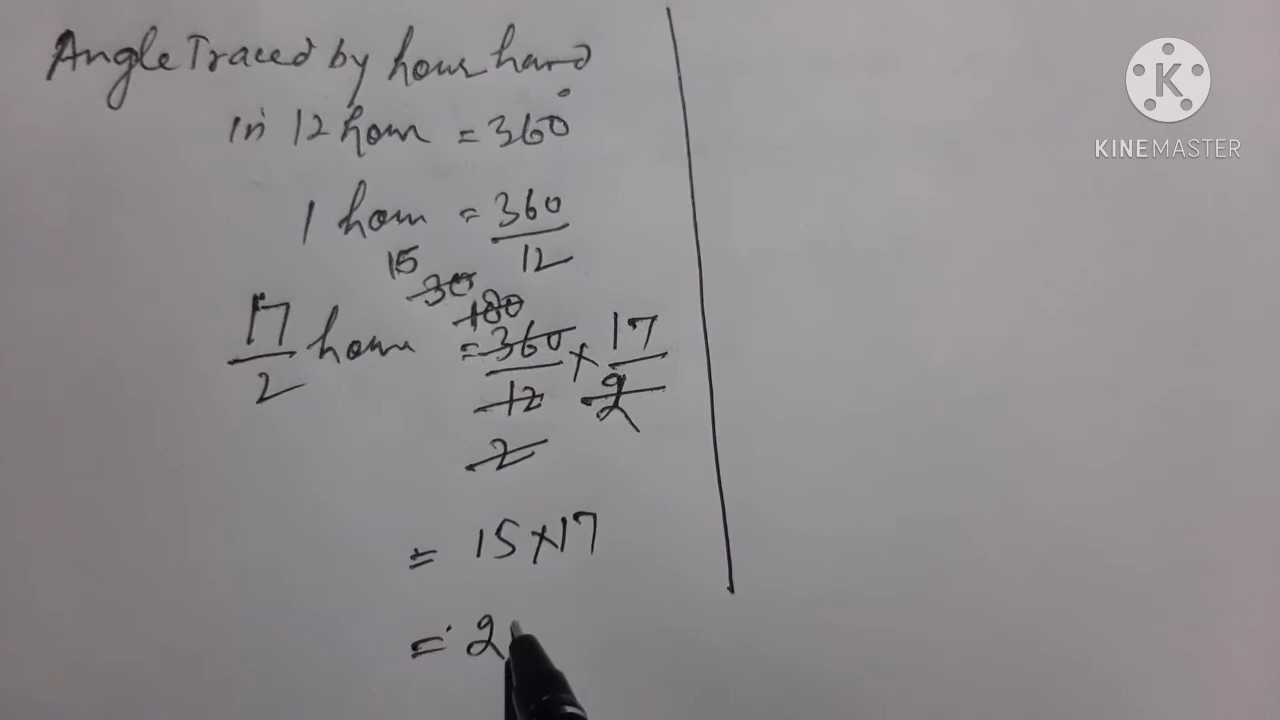 Angle Traced by hour hand
in 12 hour = 360°
1 hour = 360/12
15
30
180
17/2 hour = 360/12 × 17/2
2
= 15×17
= 2
K
KINEMASTER